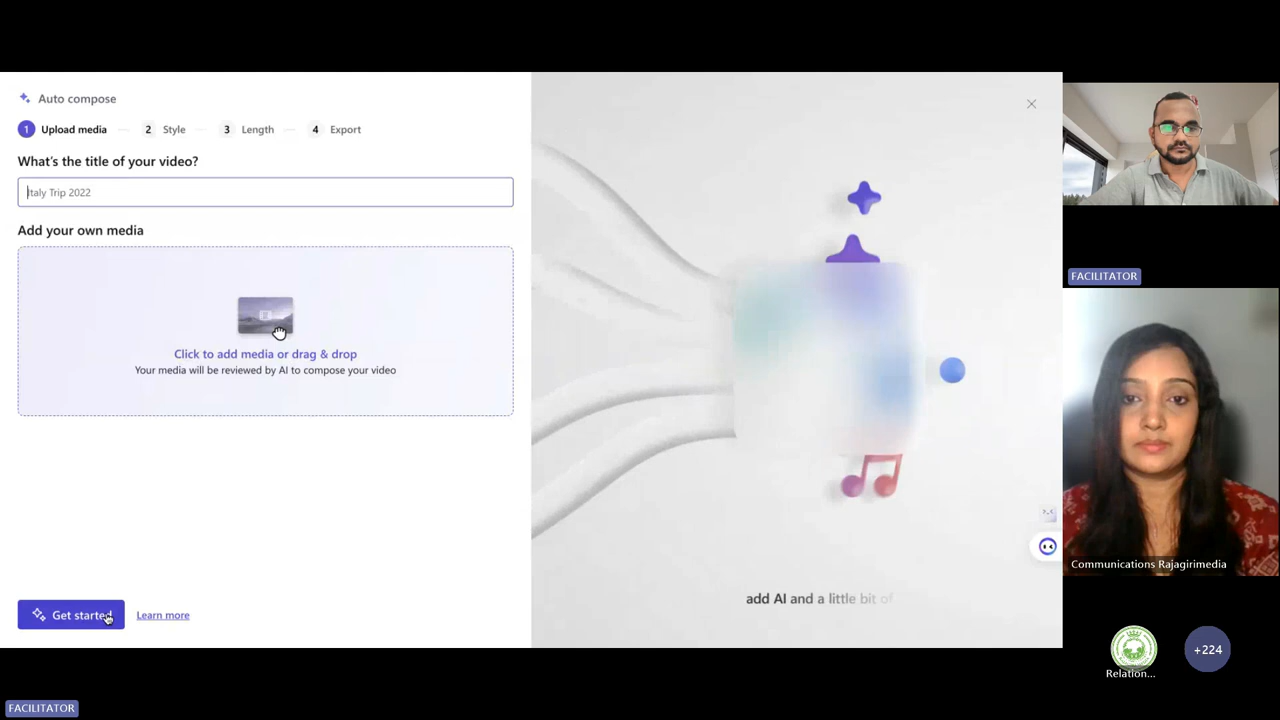 Auto compose
1 Upload media 2 Style 3 Length 4 Export
What's the title of your video?
Italy Trip 2022
Add your own media
Click to add media or drag & drop
Your media will be reviewed by AI to compose your video
Get started Learn more
add AI and a little bit of
FACILITATOR
Communications Rajagirimedia
Relation...
+224
FACILITATOR